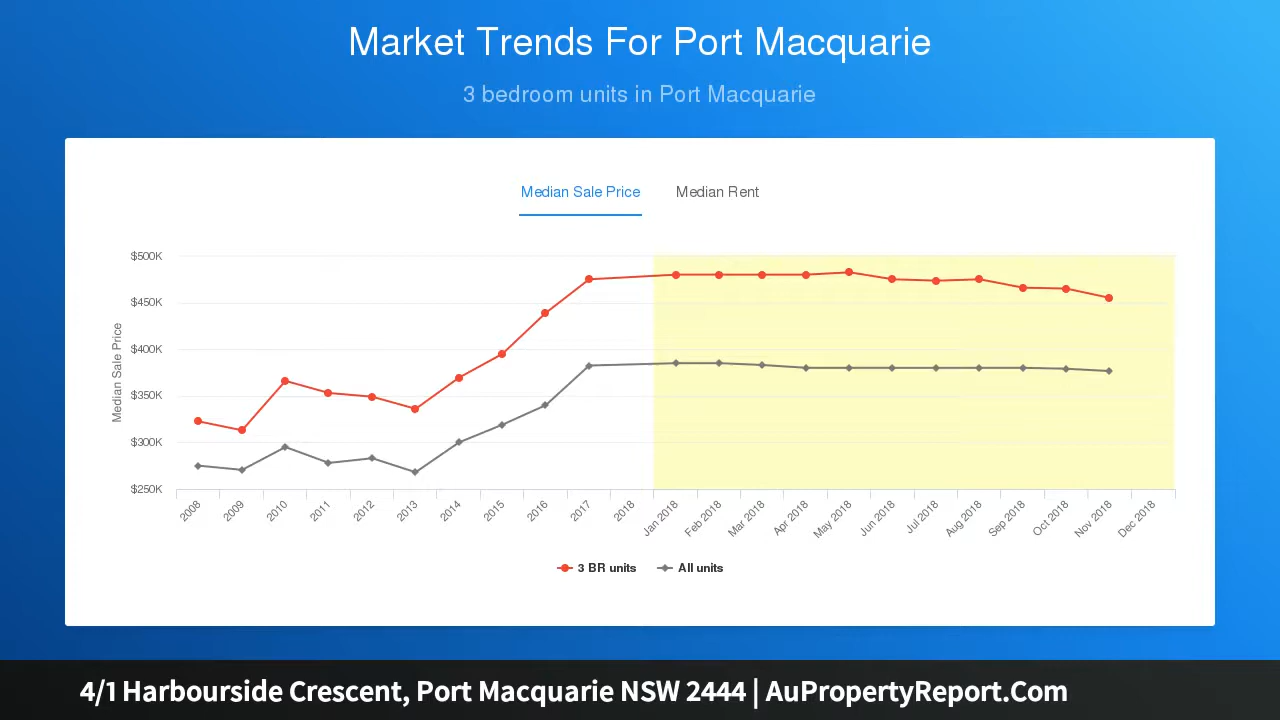 Market Trends For Port Macquarie
3 bedroom units in Port Macquarie
Median Sale Price Median Rent
$500K
$450K
$400K
$350K
$300K
$250K
Median Sale Price
2008 2009 2010 2011 2012 2013 2014 2015 2016 2017 2018 Jan 2018 Feb 2018 Mar 2018 Apr 2018 May 2018 Jun 2018 Jul 2018 Aug 2018 Sep 2018 Oct 2018 Nov 2018 Dec 2018
3 BR units All units
4/1 Harbourside Crescent, Port Macquarie NSW 2444 | AuPropertyReport.Com